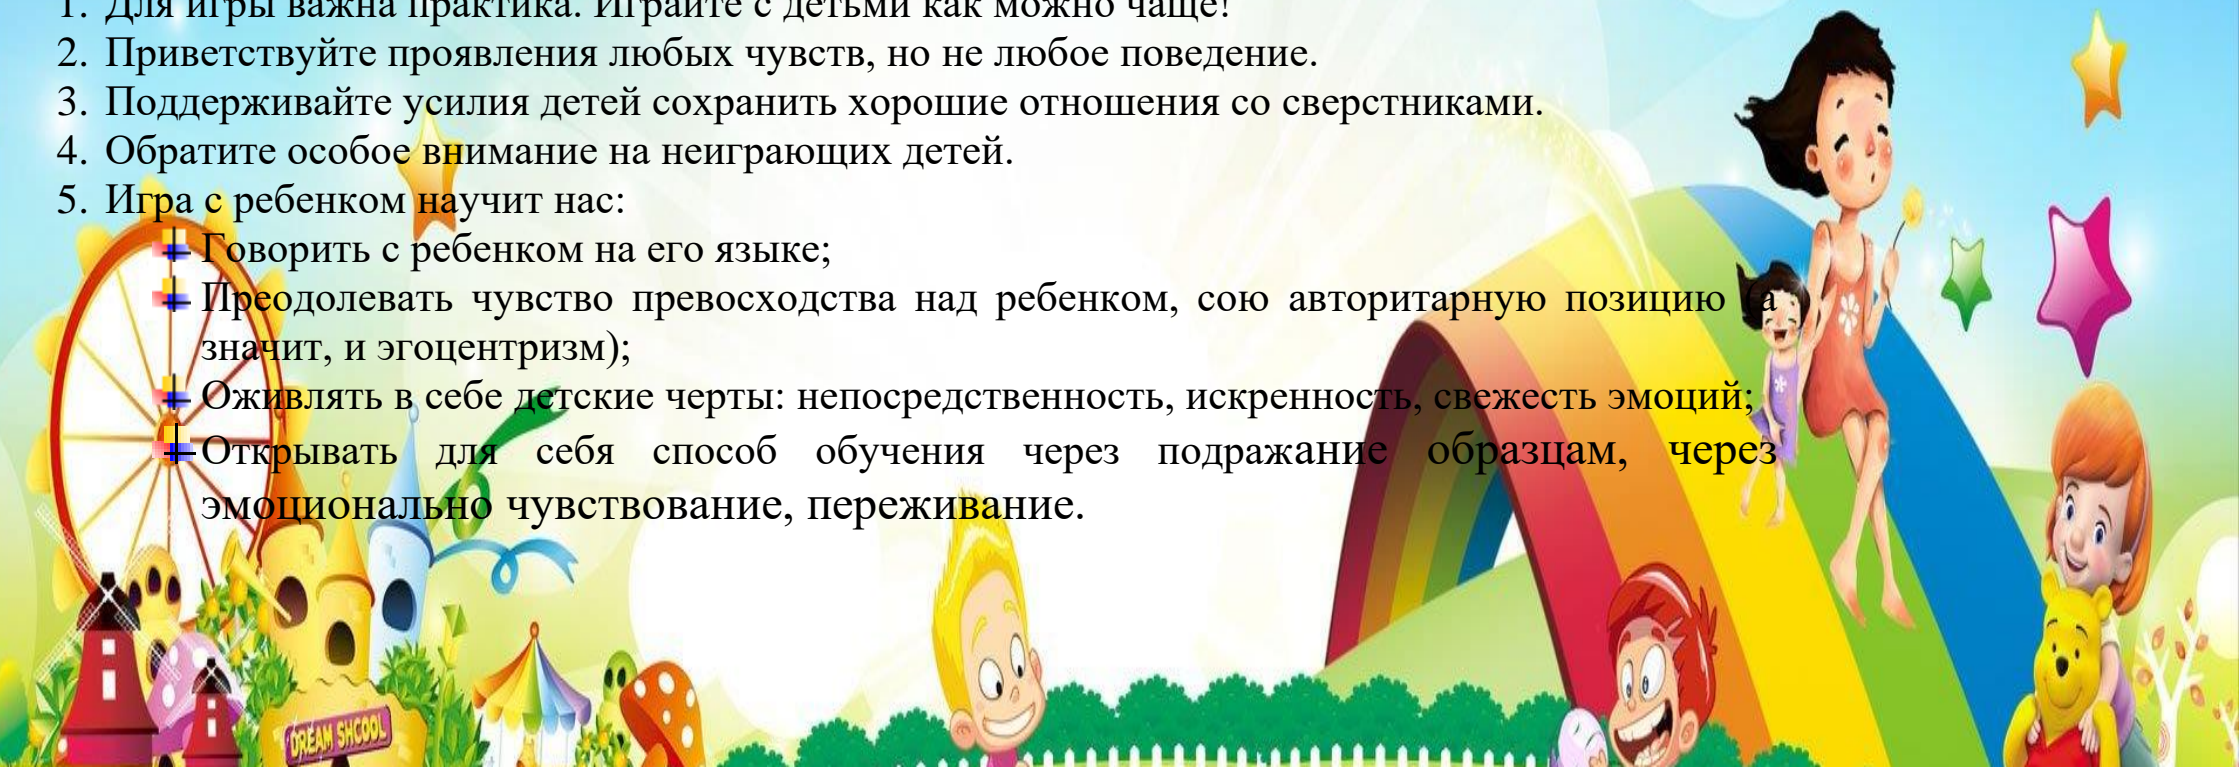 1. Для игры важна практика. Играйте с детьми как можно чаще!
2. Приветствуйте проявления любых чувств, но не любое поведение.
3. Поддерживайте усилия детей сохранить хорошие отношения со сверстниками.
4. Обратите особое внимание на неиграющих детей.
5. Игра с ребенком научит нас:
Говорить с ребенком на его языке;
Преодолевать чувство превосходства над ребенком, сою авторитарную позицию (а
значит, и эгоцентризм);
Оживлять в себе детские черты: непосредственность, искренность, свежесть эмоций;
Открывать для себя способ обучения через подражание образцам, через
эмоционально чувствование, переживание.
DREAM SHCOOL